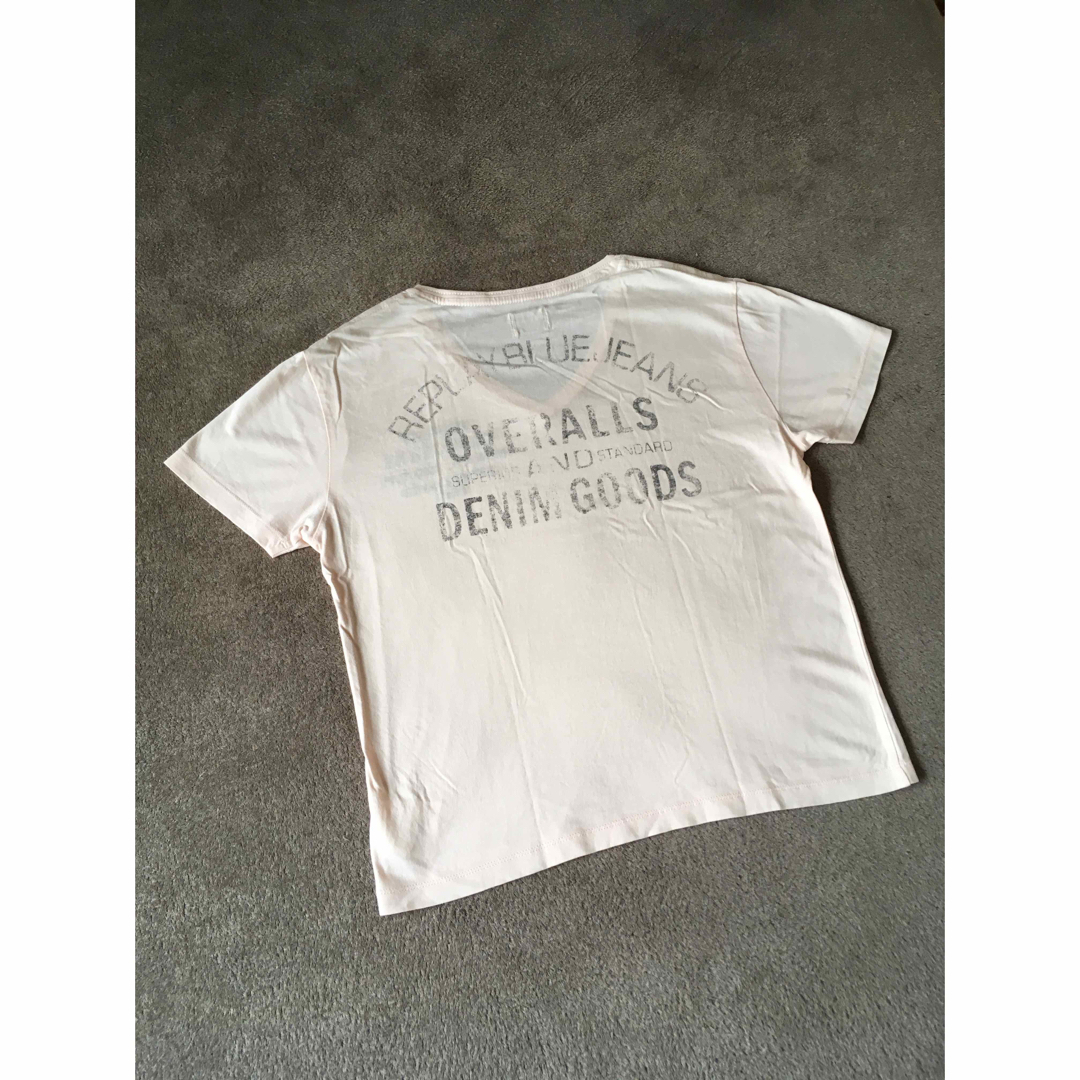 REPLAY BLUE JEANS
OVERALLS
SUPERIOR AND STANDARD
DENIM GOODS